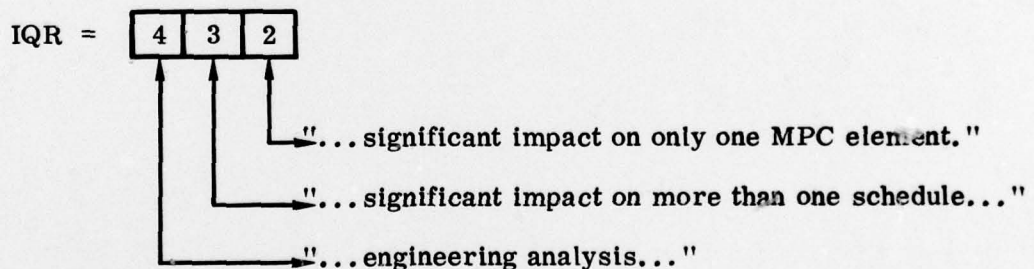 IQR = 4 3 2
"... significant impact on only one MPC element."
"... significant impact on more than one schedule..."
"... engineering analysis..."